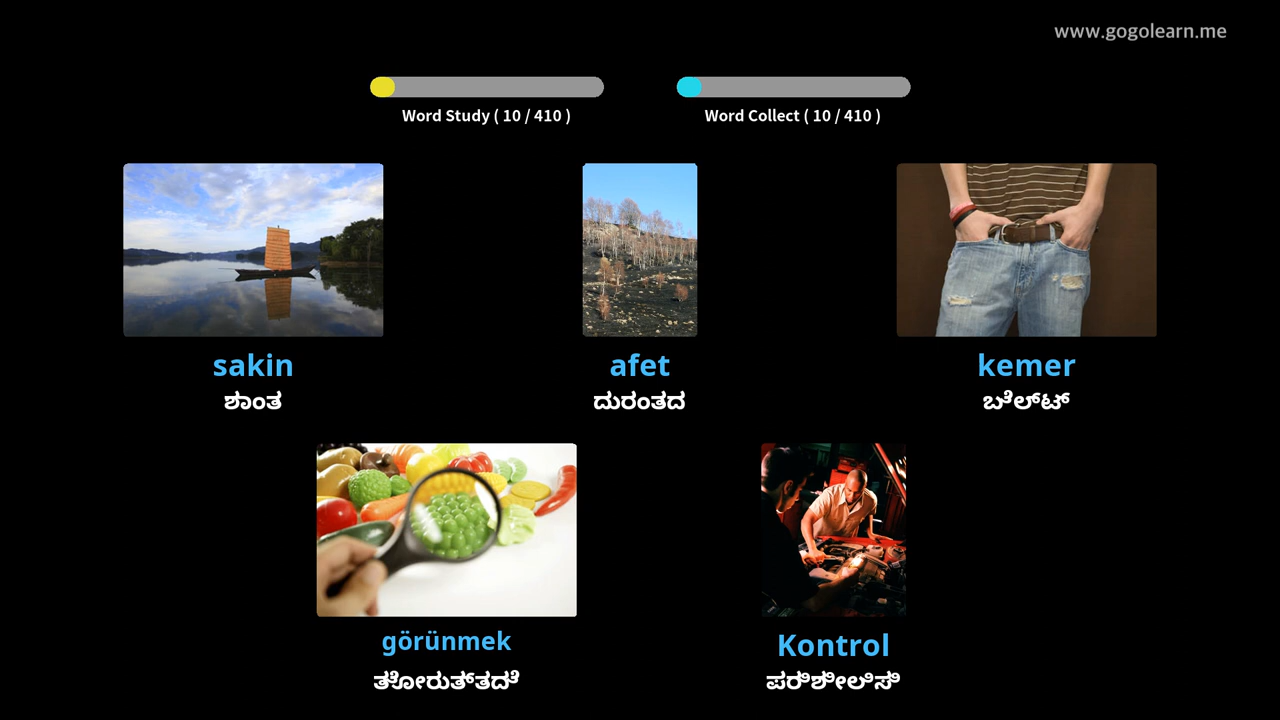 www.gogolearn.me
Word Study ( 10 / 410 )
Word Collect ( 10 / 410 )
sakin
ಶಾಂತ
afet
ದುರಂತದ
kemer
ಬೆಲ್ಟ್
görünmek
ತೋರುತ್ತದೆ
Kontrol
ಪರಿಶೀಲಿಸಿ